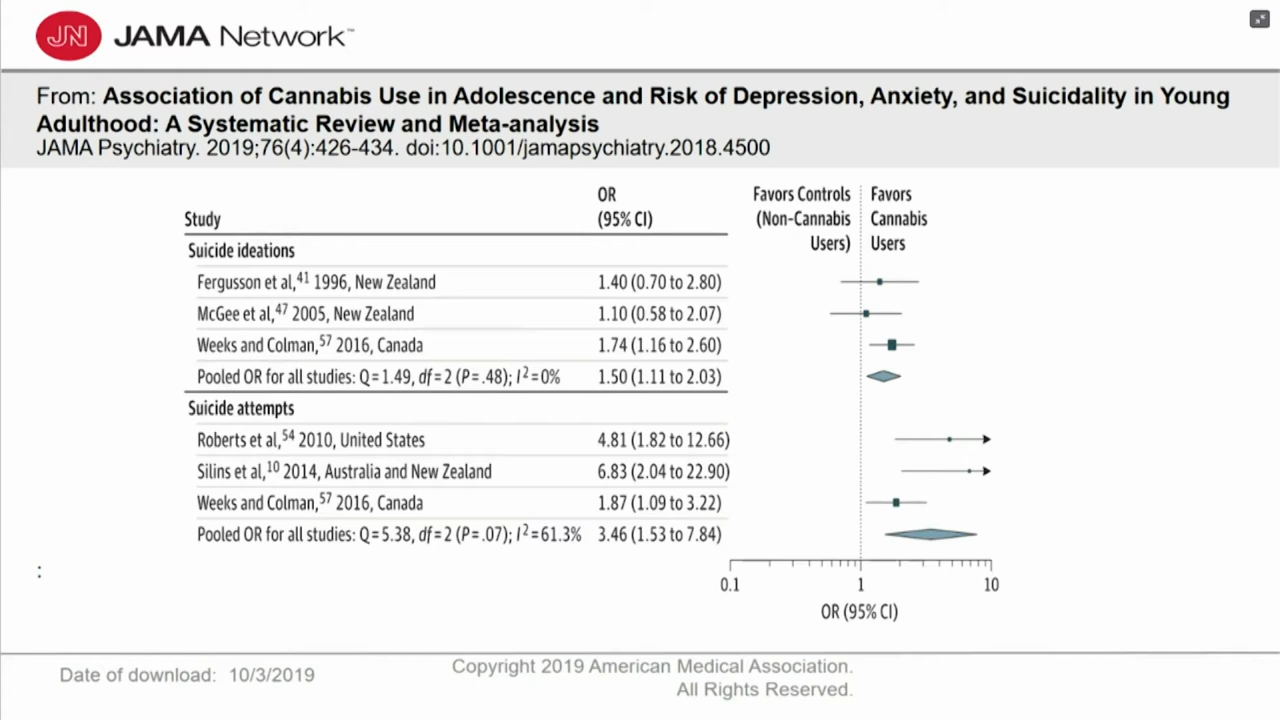 JN JAMA Network™
From: Association of Cannabis Use in Adolescence and Risk of Depression, Anxiety, and Suicidality in Young
Adulthood: A Systematic Review and Meta-analysis
JAMA Psychiatry. 2019;76(4):426-434. doi:10.1001/jamapsychiatry.2018.4500
Study
OR
(95% CI)
Favors Controls
(Non-Cannabis
Users)
Favors
Cannabis
Users
Suicide ideations
Fergusson et al,41 1996, New Zealand 1.40 (0.70 to 2.80)
McGee et al,47 2005, New Zealand 1.10 (0.58 to 2.07)
Weeks and Colman,57 2016, Canada 1.74 (1.16 to 2.60)
Pooled OR for all studies: Q=1.49, df=2 (P=.48); I2=0% 1.50 (1.11 to 2.03)
Suicide attempts
Roberts et al,54 2010, United States 4.81 (1.82 to 12.66)
Silins et al,10 2014, Australia and New Zealand 6.83 (2.04 to 22.90)
Weeks and Colman,57 2016, Canada 1.87 (1.09 to 3.22)
Pooled OR for all studies: Q=5.38, df=2 (P=.07); I2=61.3% 3.46 (1.53 to 7.84)
:
0.1 1 10
OR (95% CI)
Date of download: 10/3/2019
Copyright 2019 American Medical Association.
All Rights Reserved.